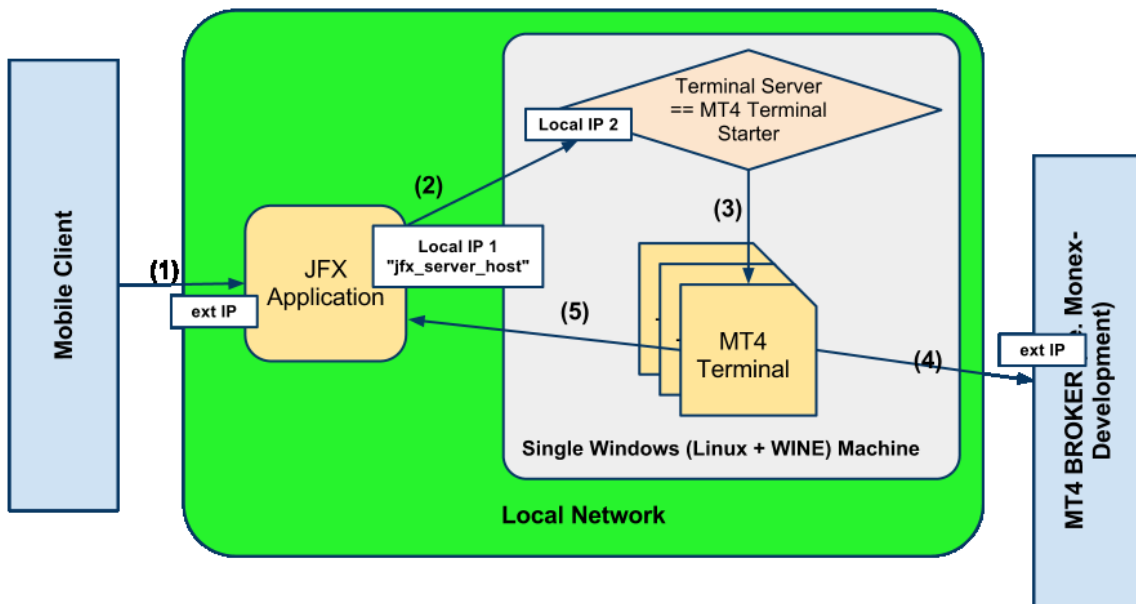 Terminal Server
== MT4 Terminal
Starter
Local IP 2
(2)
(3)
Mobile Client
(1)
ext IP
JFX
Application
Local IP 1
"jfx_server_host"
(5)
MT4
Terminal
(4)
ext IP
MT4 BROKER e. Monex-
Development)
Single Windows (Linux + WINE) Machine
Local Network